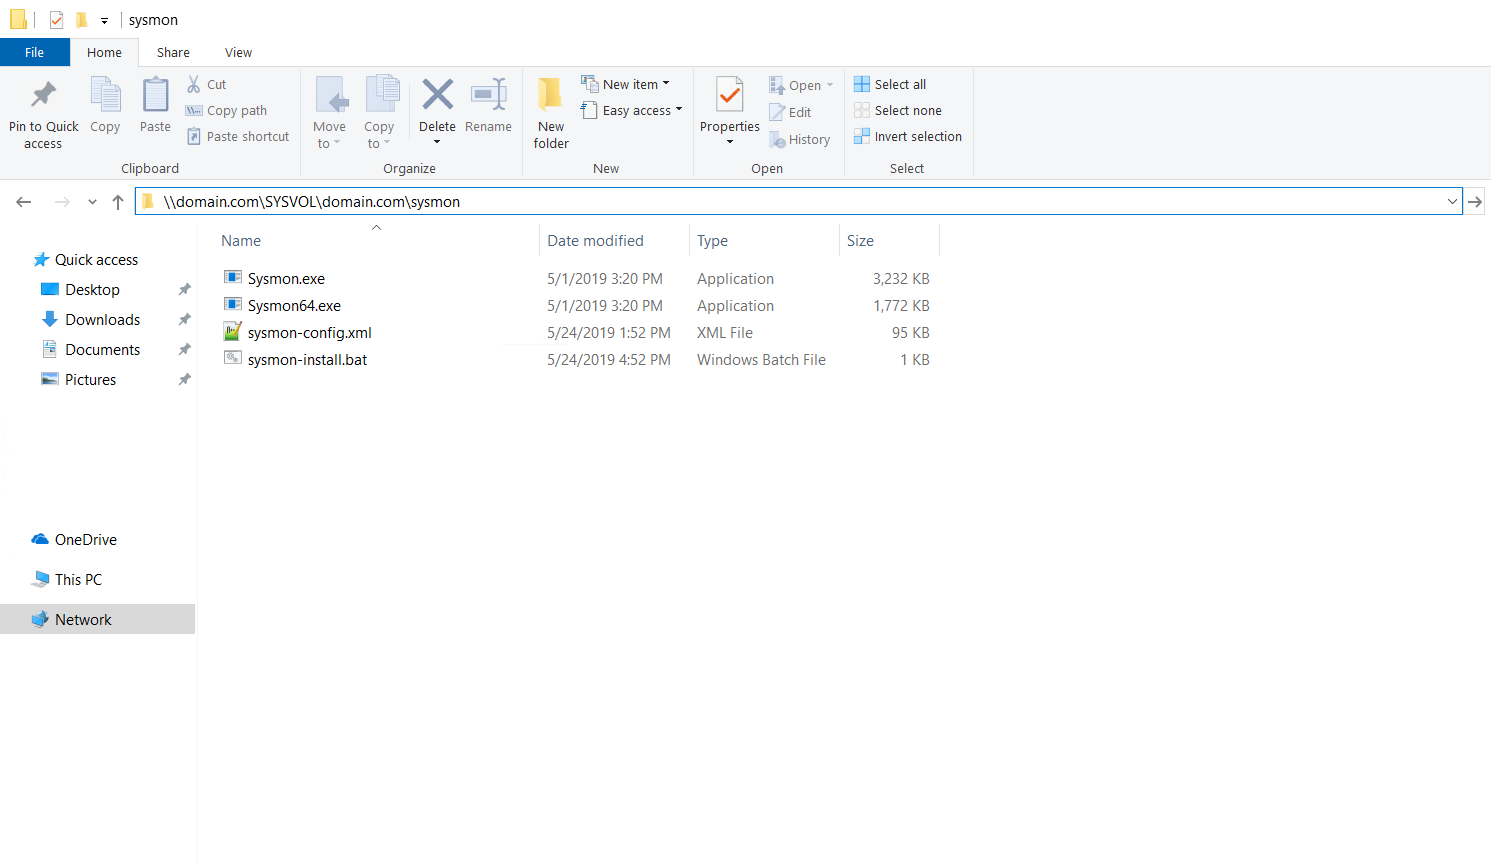 sysmon
File Home Share View
Pin to Quick access
Copy
Paste
Cut
Copy path
Paste shortcut
Clipboard
Move to
Copy to
Delete
Rename
Organize
New folder
New item
Easy access
New
Properties
Open
Edit
History
Open
Select all
Select none
Invert selection
Select
\\domain.com\SYSVOL\domain.com\sysmon
Quick access
Desktop
Downloads
Documents
Pictures
OneDrive
This PC
Network
Name Date modified Type Size
Sysmon.exe 5/1/2019 3:20 PM Application 3,232 KB
Sysmon64.exe 5/1/2019 3:20 PM Application 1,772 KB
sysmon-config.xml 5/24/2019 1:52 PM XML File 95 KB
sysmon-install.bat 5/24/2019 4:52 PM Windows Batch File 1 KB